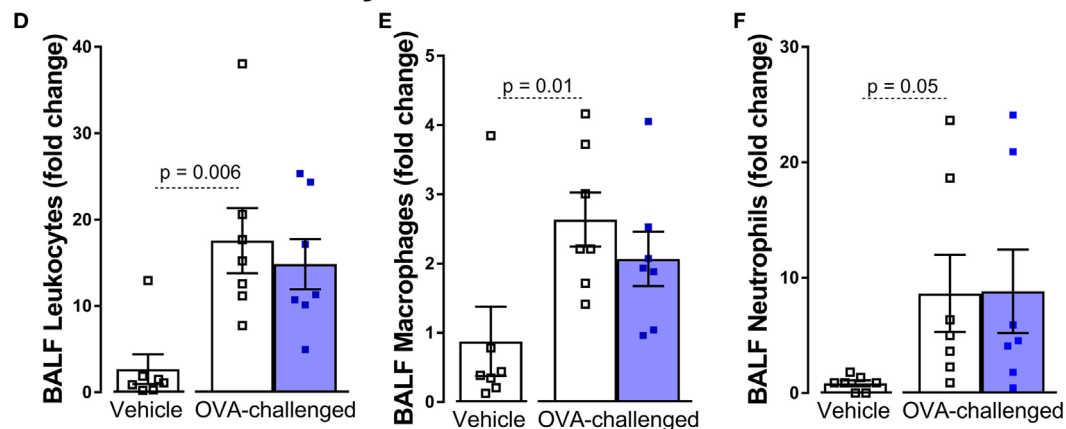 D
BALF Leukocytes (fold change)
40
30
20
10
0
p = 0.006
Vehicle
OVA-challenged
E
BALF Macrophages (fold change)
5
4
3
2
1
0
p = 0.01
Vehicle
OVA-challenged
F
BALF Neutrophils (fold change)
30
20
10
0
p = 0.05
Vehicle
OVA-challenged